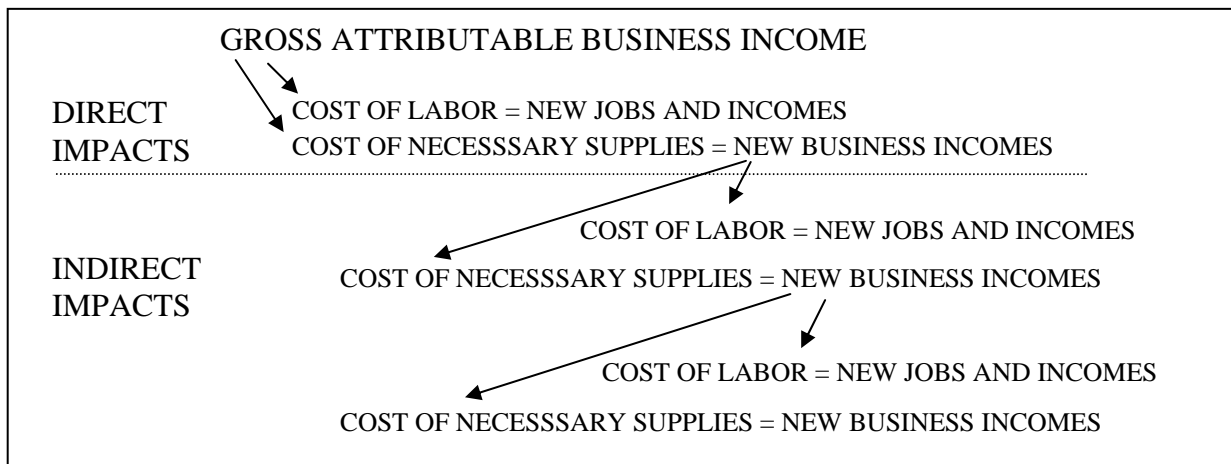 GROSS ATTRIBUTABLE BUSINESS INCOME
DIRECT
IMPACTS
COST OF LABOR = NEW JOBS AND INCOMES
COST OF NECESSSARY SUPPLIES = NEW BUSINESS INCOMES
COST OF LABOR = NEW JOBS AND INCOMES
INDIRECT
IMPACTS
COST OF NECESSSARY SUPPLIES = NEW BUSINESS INCOMES
COST OF LABOR = NEW JOBS AND INCOMES
COST OF NECESSSARY SUPPLIES = NEW BUSINESS INCOMES